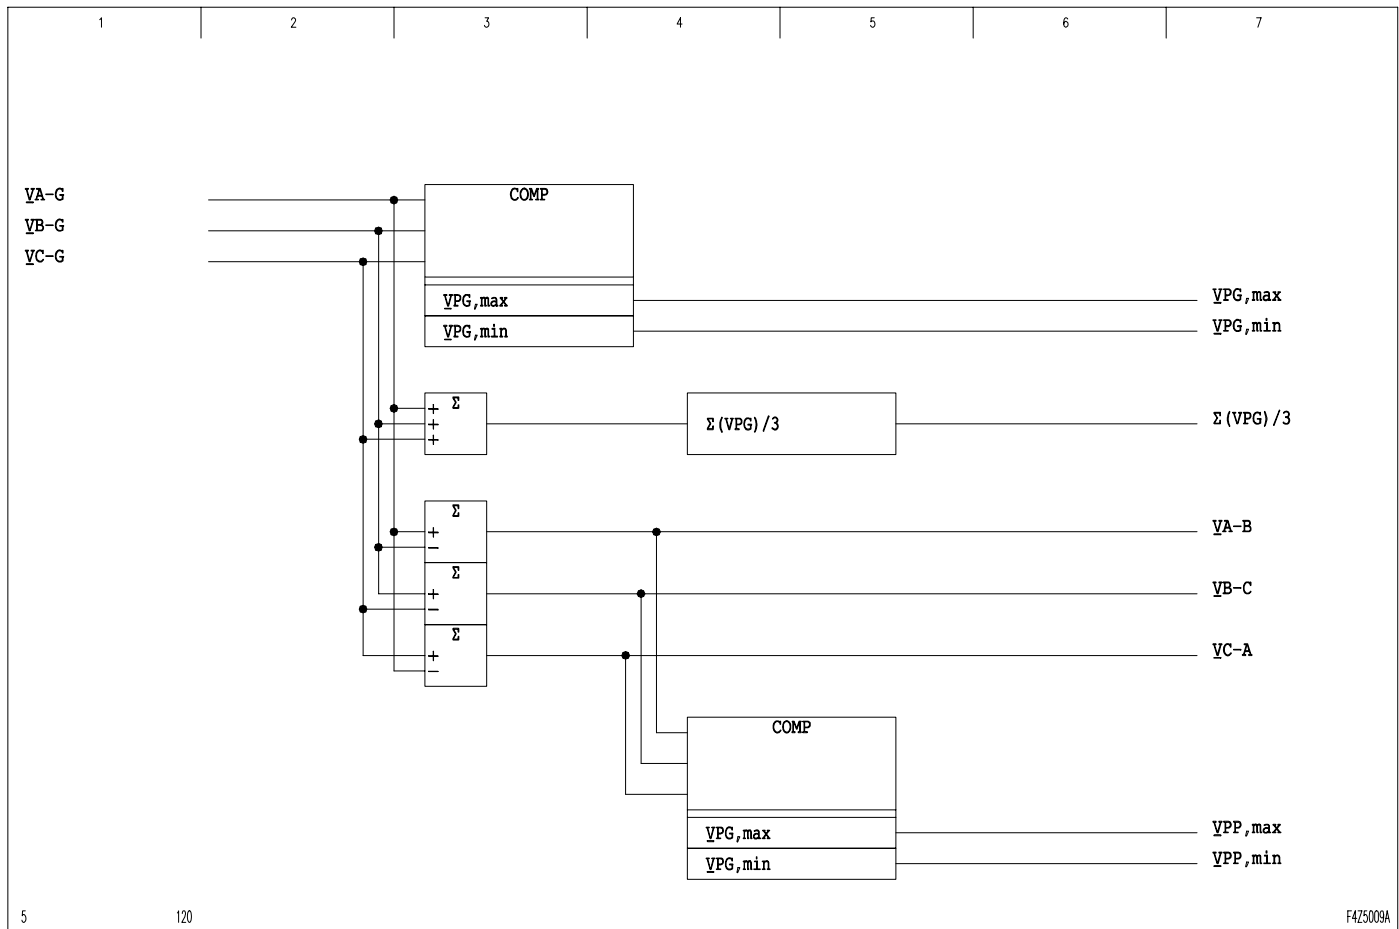 1 2 3 4 5 6 7
VA-G
VB-G
VC-G
COMP
VPG,max
VPG,min
VPG,max
VPG,min
Σ
+
+
+
Σ(VPG)/3
Σ(VPG)/3
Σ
+
−
VA-B
Σ
+
−
VB-C
Σ
+
−
VC-A
COMP
VPG,max
VPG,min
VPP,max
VPP,min
5 120 F4Z5009A